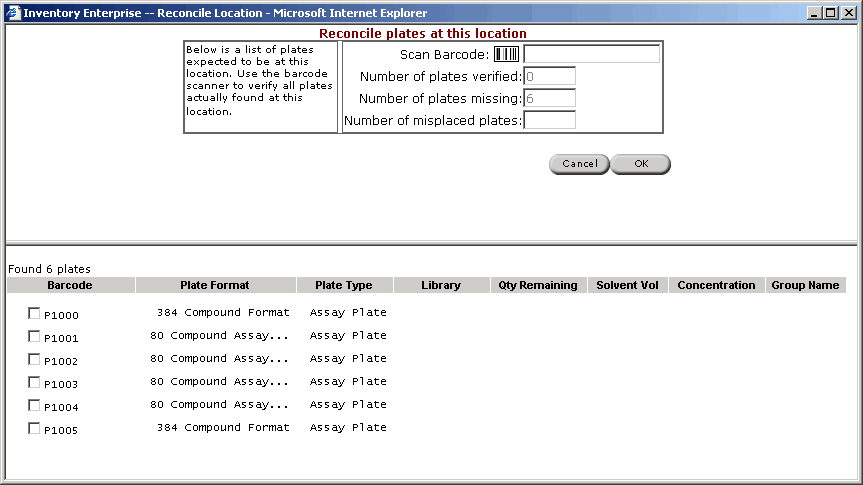 Inventory Enterprise -- Reconcile Location - Microsoft Internet Explorer
Reconcile plates at this location
Below is a list of plates
expected to be at this
location. Use the barcode
scanner to verify all plates
actually found at this
location.
Scan Barcode:
Number of plates verified: 0
Number of plates missing: 6
Number of misplaced plates:
Cancel OK
Found 6 plates
Barcode Plate Format Plate Type Library Qty Remaining Solvent Vol Concentration Group Name
P1000 384 Compound Format Assay Plate
P1001 80 Compound Assay... Assay Plate
P1002 80 Compound Assay... Assay Plate
P1003 80 Compound Assay... Assay Plate
P1004 80 Compound Assay... Assay Plate
P1005 384 Compound Format Assay Plate